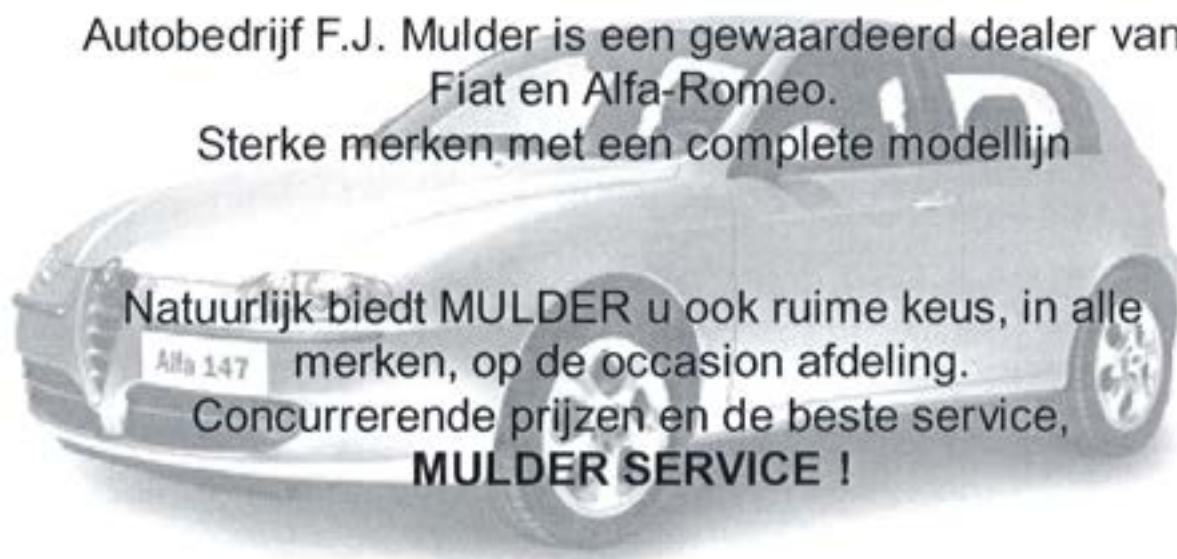 Autobedrijf F.J. Mulder is een gewaardeerd dealer van
Fiat en Alfa-Romeo.
Sterke merken met een complete modellijn
Natuurlijk biedt MULDER u ook ruime keus, in alle
merken, op de occasion afdeling.
Alfa 147
Concurrerende prijzen en de beste service,
MULDER SERVICE !